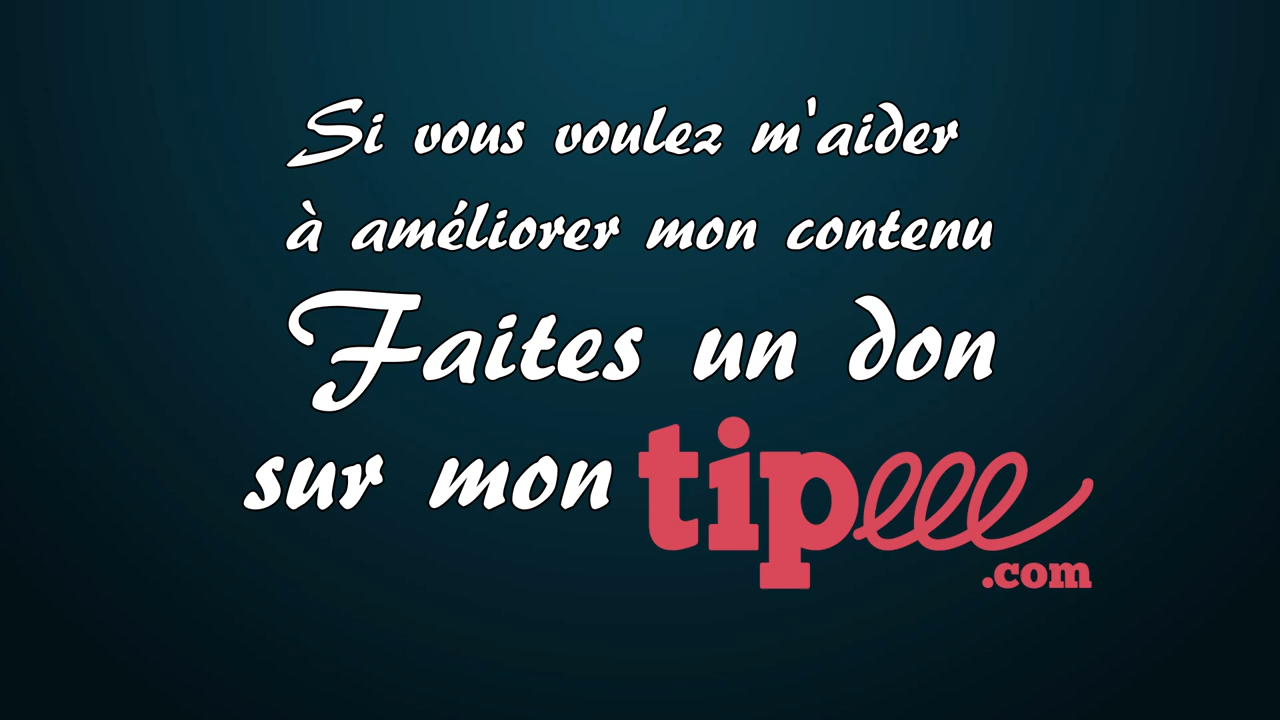 Si vous voulez m'aider
à améliorer mon contenu
Faites un don
sur mon tipeee
.com